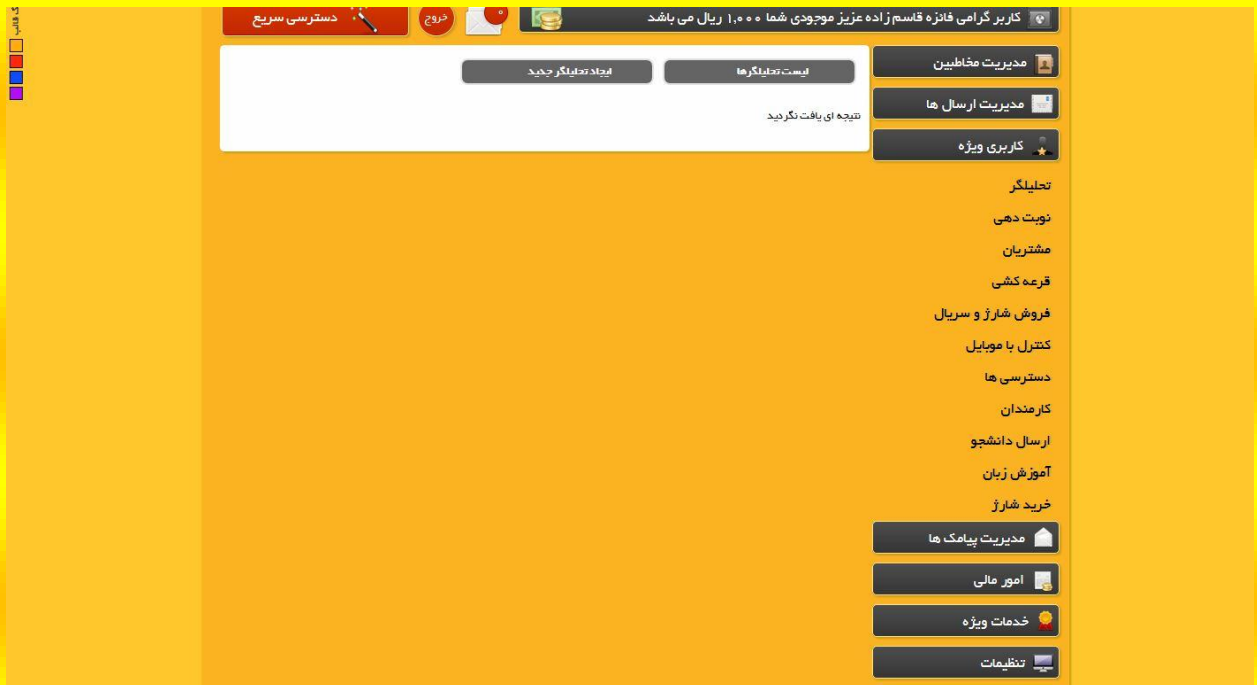 کاربر گرامی فائزه قاسم زاده عزیز موجودی شما ۱,۰۰۰ ریال می باشد
۰
خروج
دسترسی سریع
مدیریت مخاطبین
مدیریت ارسال ها
کاربری ویژه
لیست تحلیلگرها
ایجاد تحلیلگر جدید
نتیجه ای یافت نگردید
تحلیلگر
نوبت دهی
مشتریان
قرعه کشی
فروش شارژ و سریال
کنترل با موبایل
دسترسی ها
کارمندان
ارسال دانشجو
آموزش زبان
خرید شارژ
مدیریت پیامک ها
امور مالی
خدمات ویژه
تنظیمات
قالب